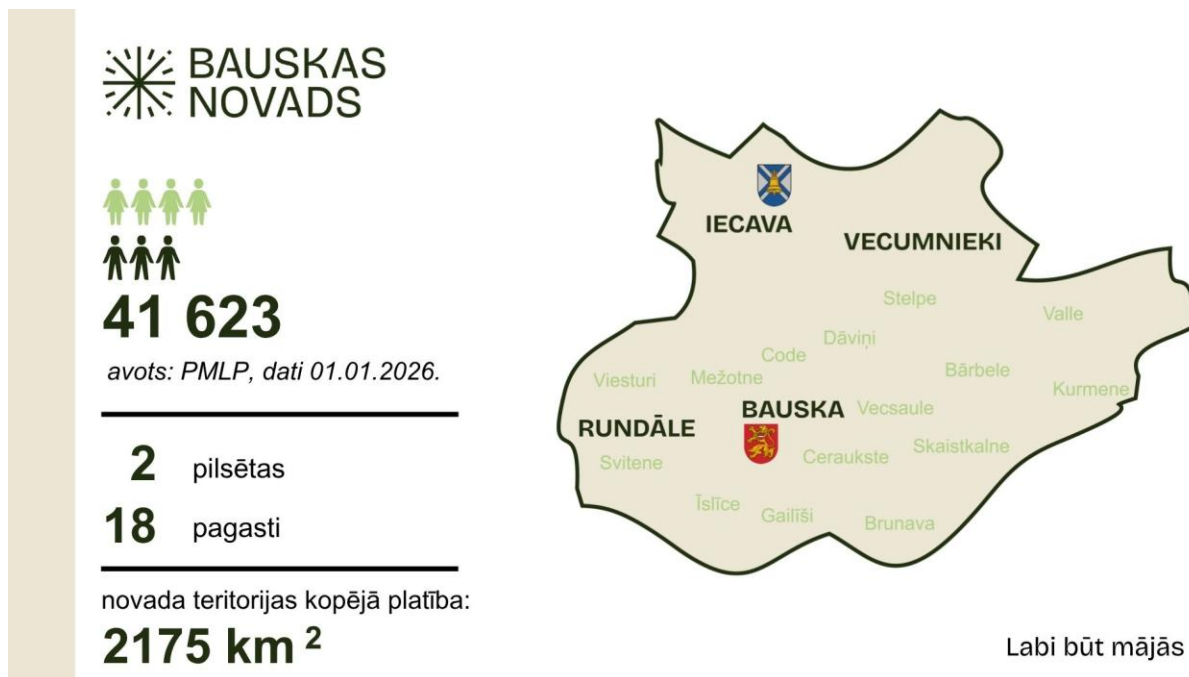 BAUSKAS
NOVADS
41 623
avots: PMLP, dati 01.01.2026.
2 pilsētas
18 pagasti
novada teritorijas kopējā platība:
2175 km ²
IECAVA
VECUMNIEKI
Stelpe
Valle
Dāviņi
Code
Bārbele
Viesturi
Mežotne
Kurmene
BAUSKA
Vecsaule
RUNDĀLE
Skaistkalne
Svitene
Ceraukste
Īslīce
Gailīši
Brunava
Labi būt mājās